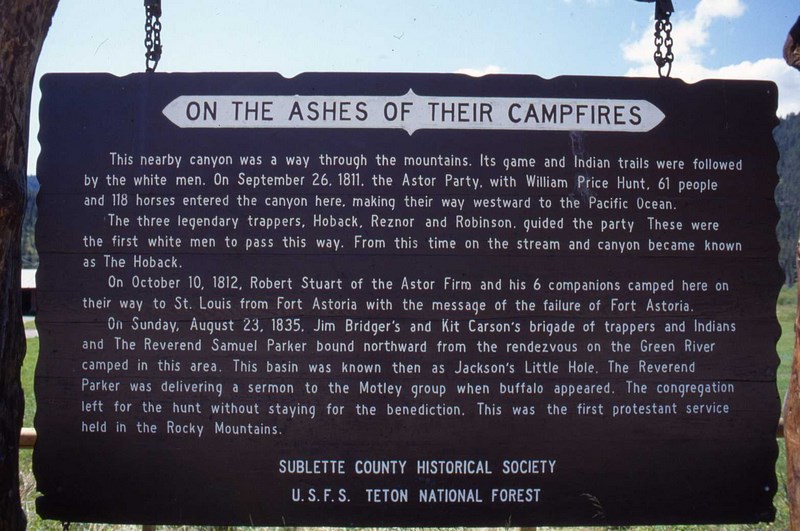 ON THE ASHES OF THEIR CAMPFIRES
This nearby canyon was a way through the mountains. Its game and Indian trails were followed
by the white men. On September 26, 1811, the Astor Party, with William Price Hunt, 61 people
and 118 horses entered the canyon here, making their way westward to the Pacific Ocean.
The three legendary trappers, Hoback, Reznor and Robinson, guided the party These were
the first white men to pass this way. From this time on the stream and canyon became known
as The Hoback.
On October 10, 1812, Robert Stuart of the Astor Firm and his 6 companions camped here on
their way to St. Louis from Fort Astoria with the message of the failure of Fort Astoria.
On Sunday, August 23, 1835, Jim Bridger's and Kit Carson's brigade of trappers and Indians
and The Reverend Samuel Parker bound northward from the rendezvous on the Green River
camped in this area. This basin was known then as Jackson's Little Hole. The Reverend
Parker was delivering a sermon to the Motley group when buffalo appeared. The congregation
left for the hunt without staying for the benediction. This was the first protestant service
held in the Rocky Mountains.
SUBLETTE COUNTY HISTORICAL SOCIETY
U.S.F.S. TETON NATIONAL FOREST